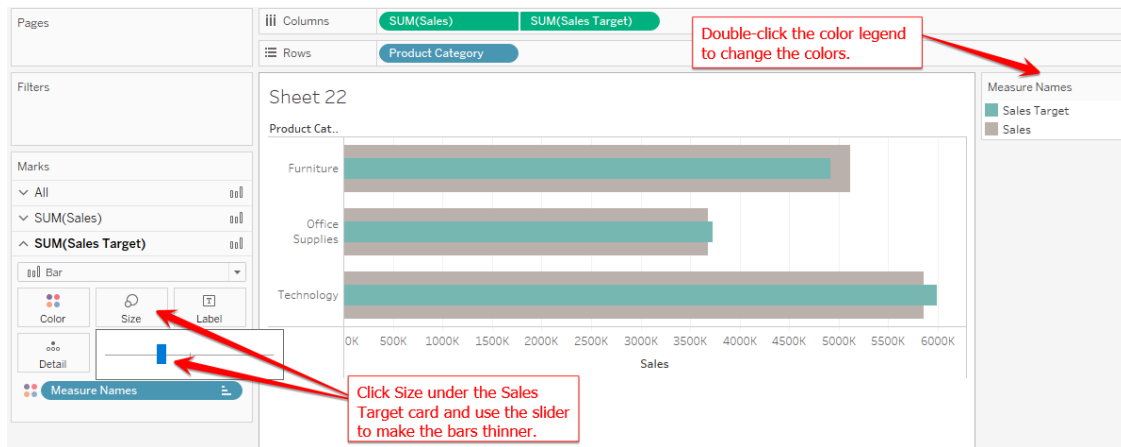 Pages
Columns
SUM(Sales)
SUM(Sales Target)
Rows
Product Category
Double-click the color legend
to change the colors.
Filters
Sheet 22
Product Cat..
Furniture
Office
Supplies
Technology
0K 500K 1000K 1500K 2000K 2500K 3000K 3500K 4000K 4500K 5000K 5500K 6000K
Sales
Measure Names
Sales Target
Sales
Marks
All
SUM(Sales)
SUM(Sales Target)
Bar
Color
Size
Label
Detail
Measure Names
Click Size under the Sales
Target card and use the slider
to make the bars thinner.